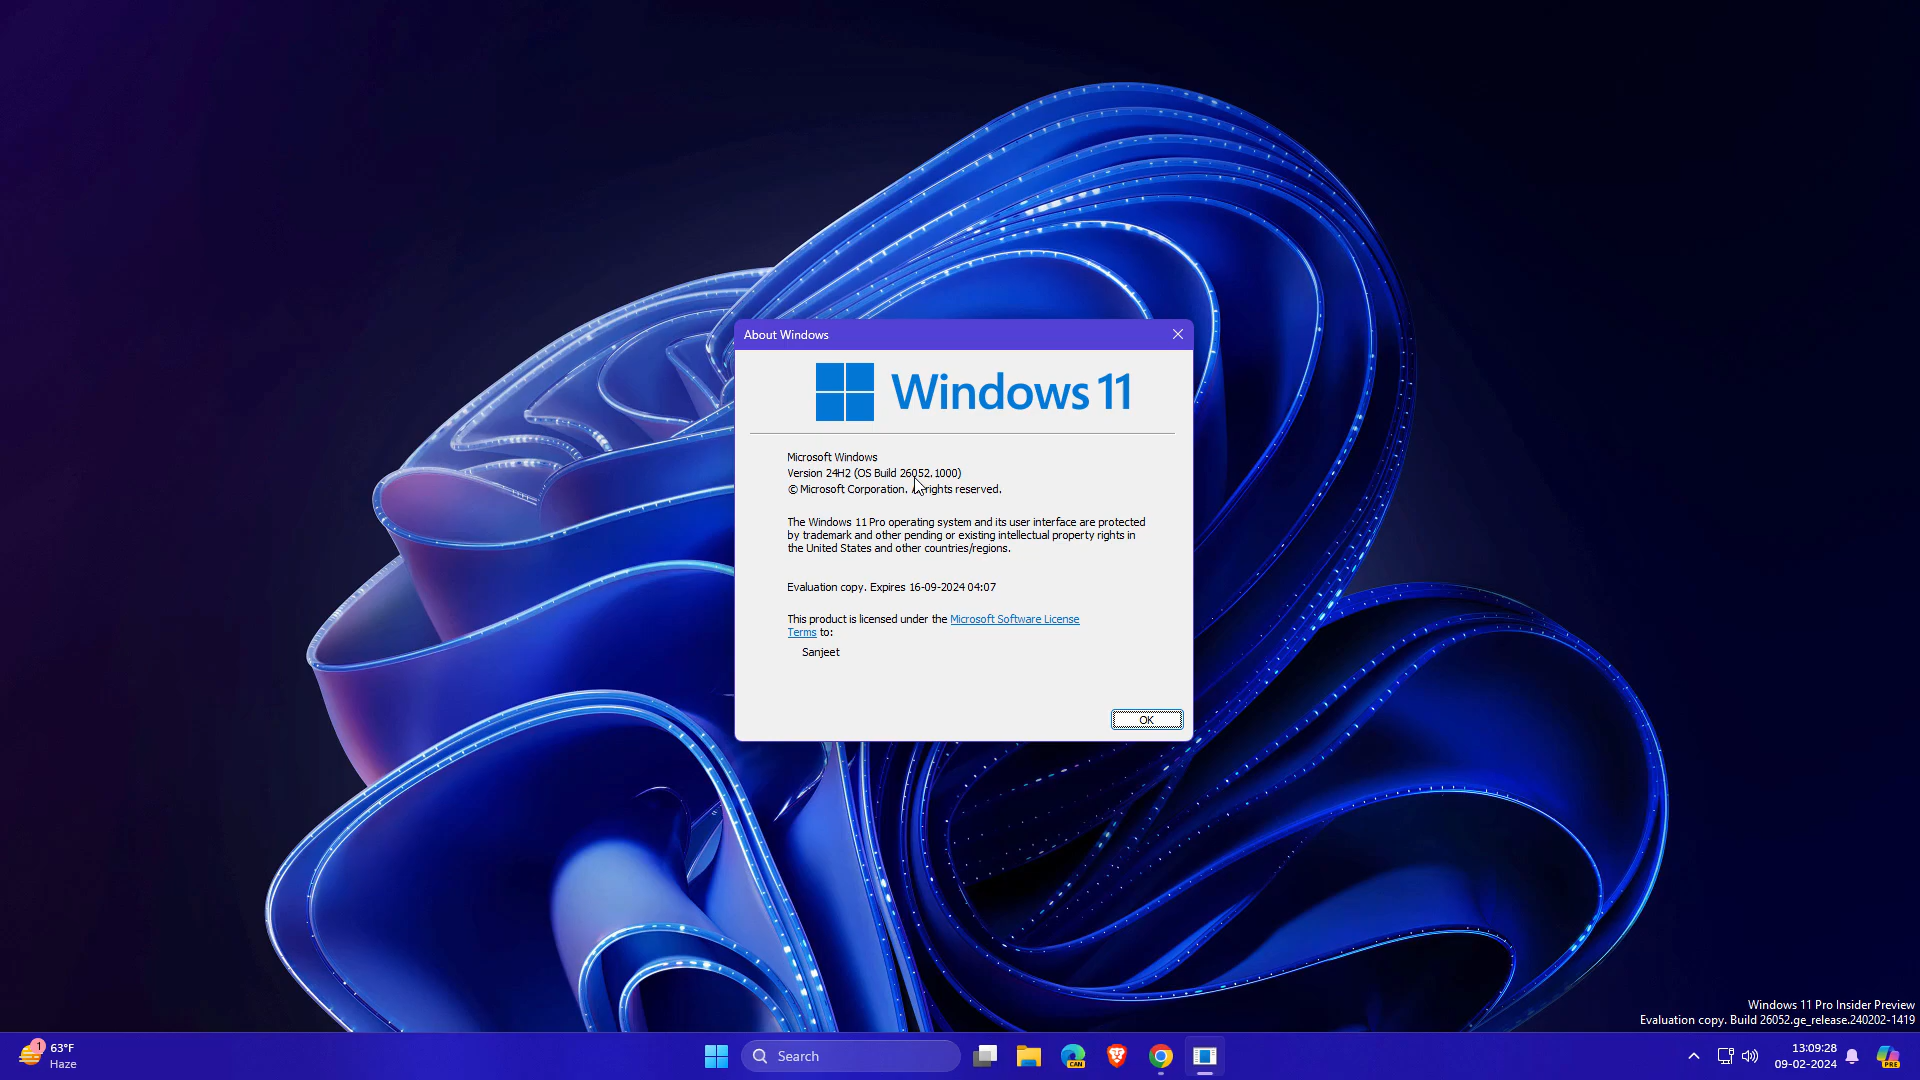 About Windows
Windows 11
Microsoft Windows
Version 24H2 (OS Build 26052.1000)
© Microsoft Corporation. rights reserved.
The Windows 11 Pro operating system and its user interface are protected
by trademark and other pending or existing intellectual property rights in
the United States and other countries/regions.
Evaluation copy. Expires 16-09-2024 04:07
This product is licensed under the Microsoft Software License
Terms to:
Sanjeet
OK
Windows 11 Pro Insider Preview
Evaluation copy. Build 26052.ge_release.240202-1419
1
63°F
Haze
Search
CAN
13:09:28
09-02-2024
PRE